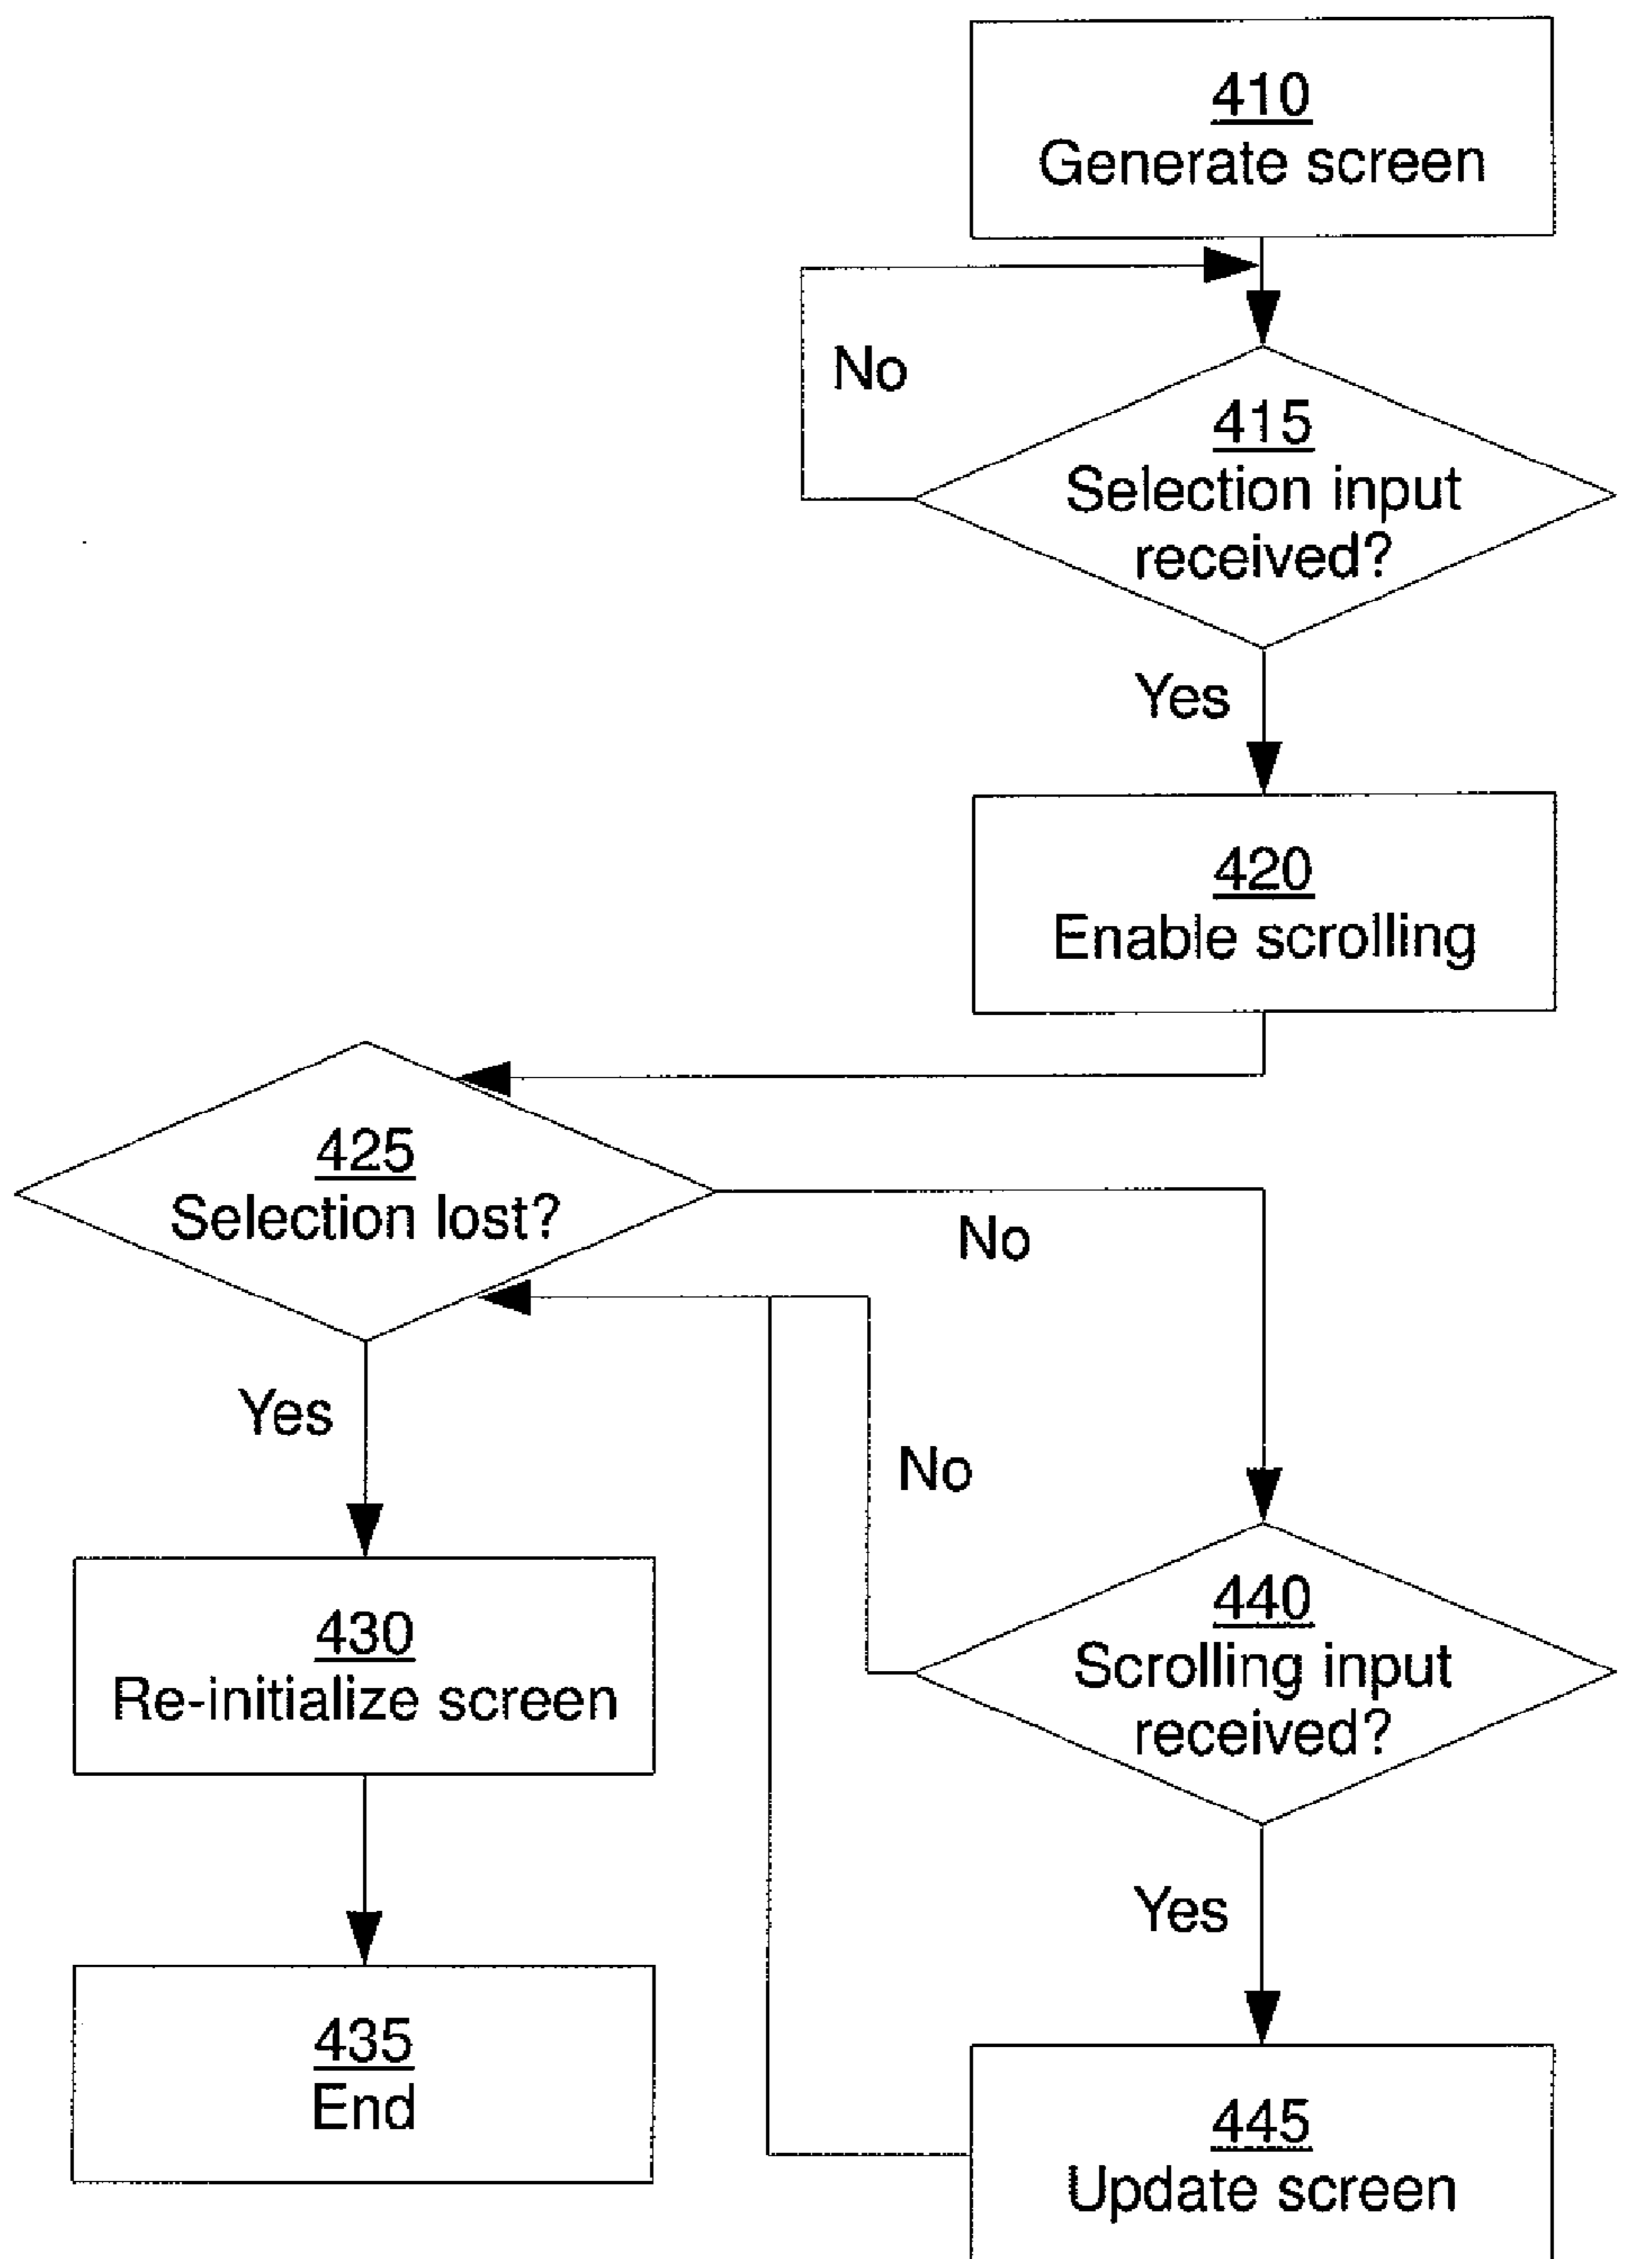 410
Generate screen
No
415
Selection input
received?
Yes
420
Enable scrolling
425
Selection lost?
No
Yes
No
430
Re-initialize screen
440
Scrolling input
received?
Yes
435
End
445
Update screen